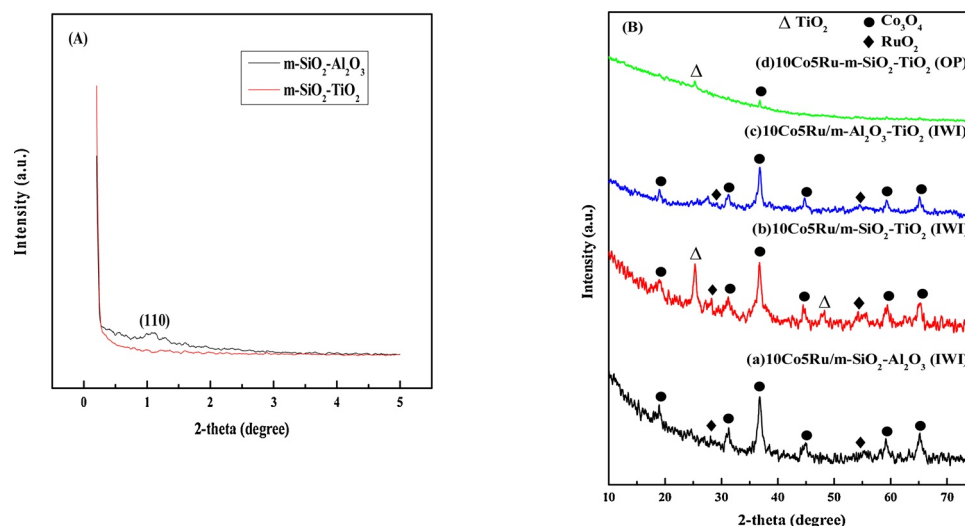 (A)
m-SiO₂-Al₂O₃
m-SiO₂-TiO₂
(110)
Intensity (a.u.)
0 1 2 3 4 5
2-theta (degree)
(B)
Δ TiO₂
● Co₃O₄
◆ RuO₂
(d)10Co5Ru-m-SiO₂-TiO₂ (OP)
Δ
(c)10Co5Ru/m-Al₂O₃-TiO₂ (IWI)
(b)10Co5Ru/m-SiO₂-TiO₂ (IWI)
Δ
Δ
(a)10Co5Ru/m-SiO₂-Al₂O₃ (IWI)
Intensity (a.u.)
10 20 30 40 50 60 70
2-theta (degree)